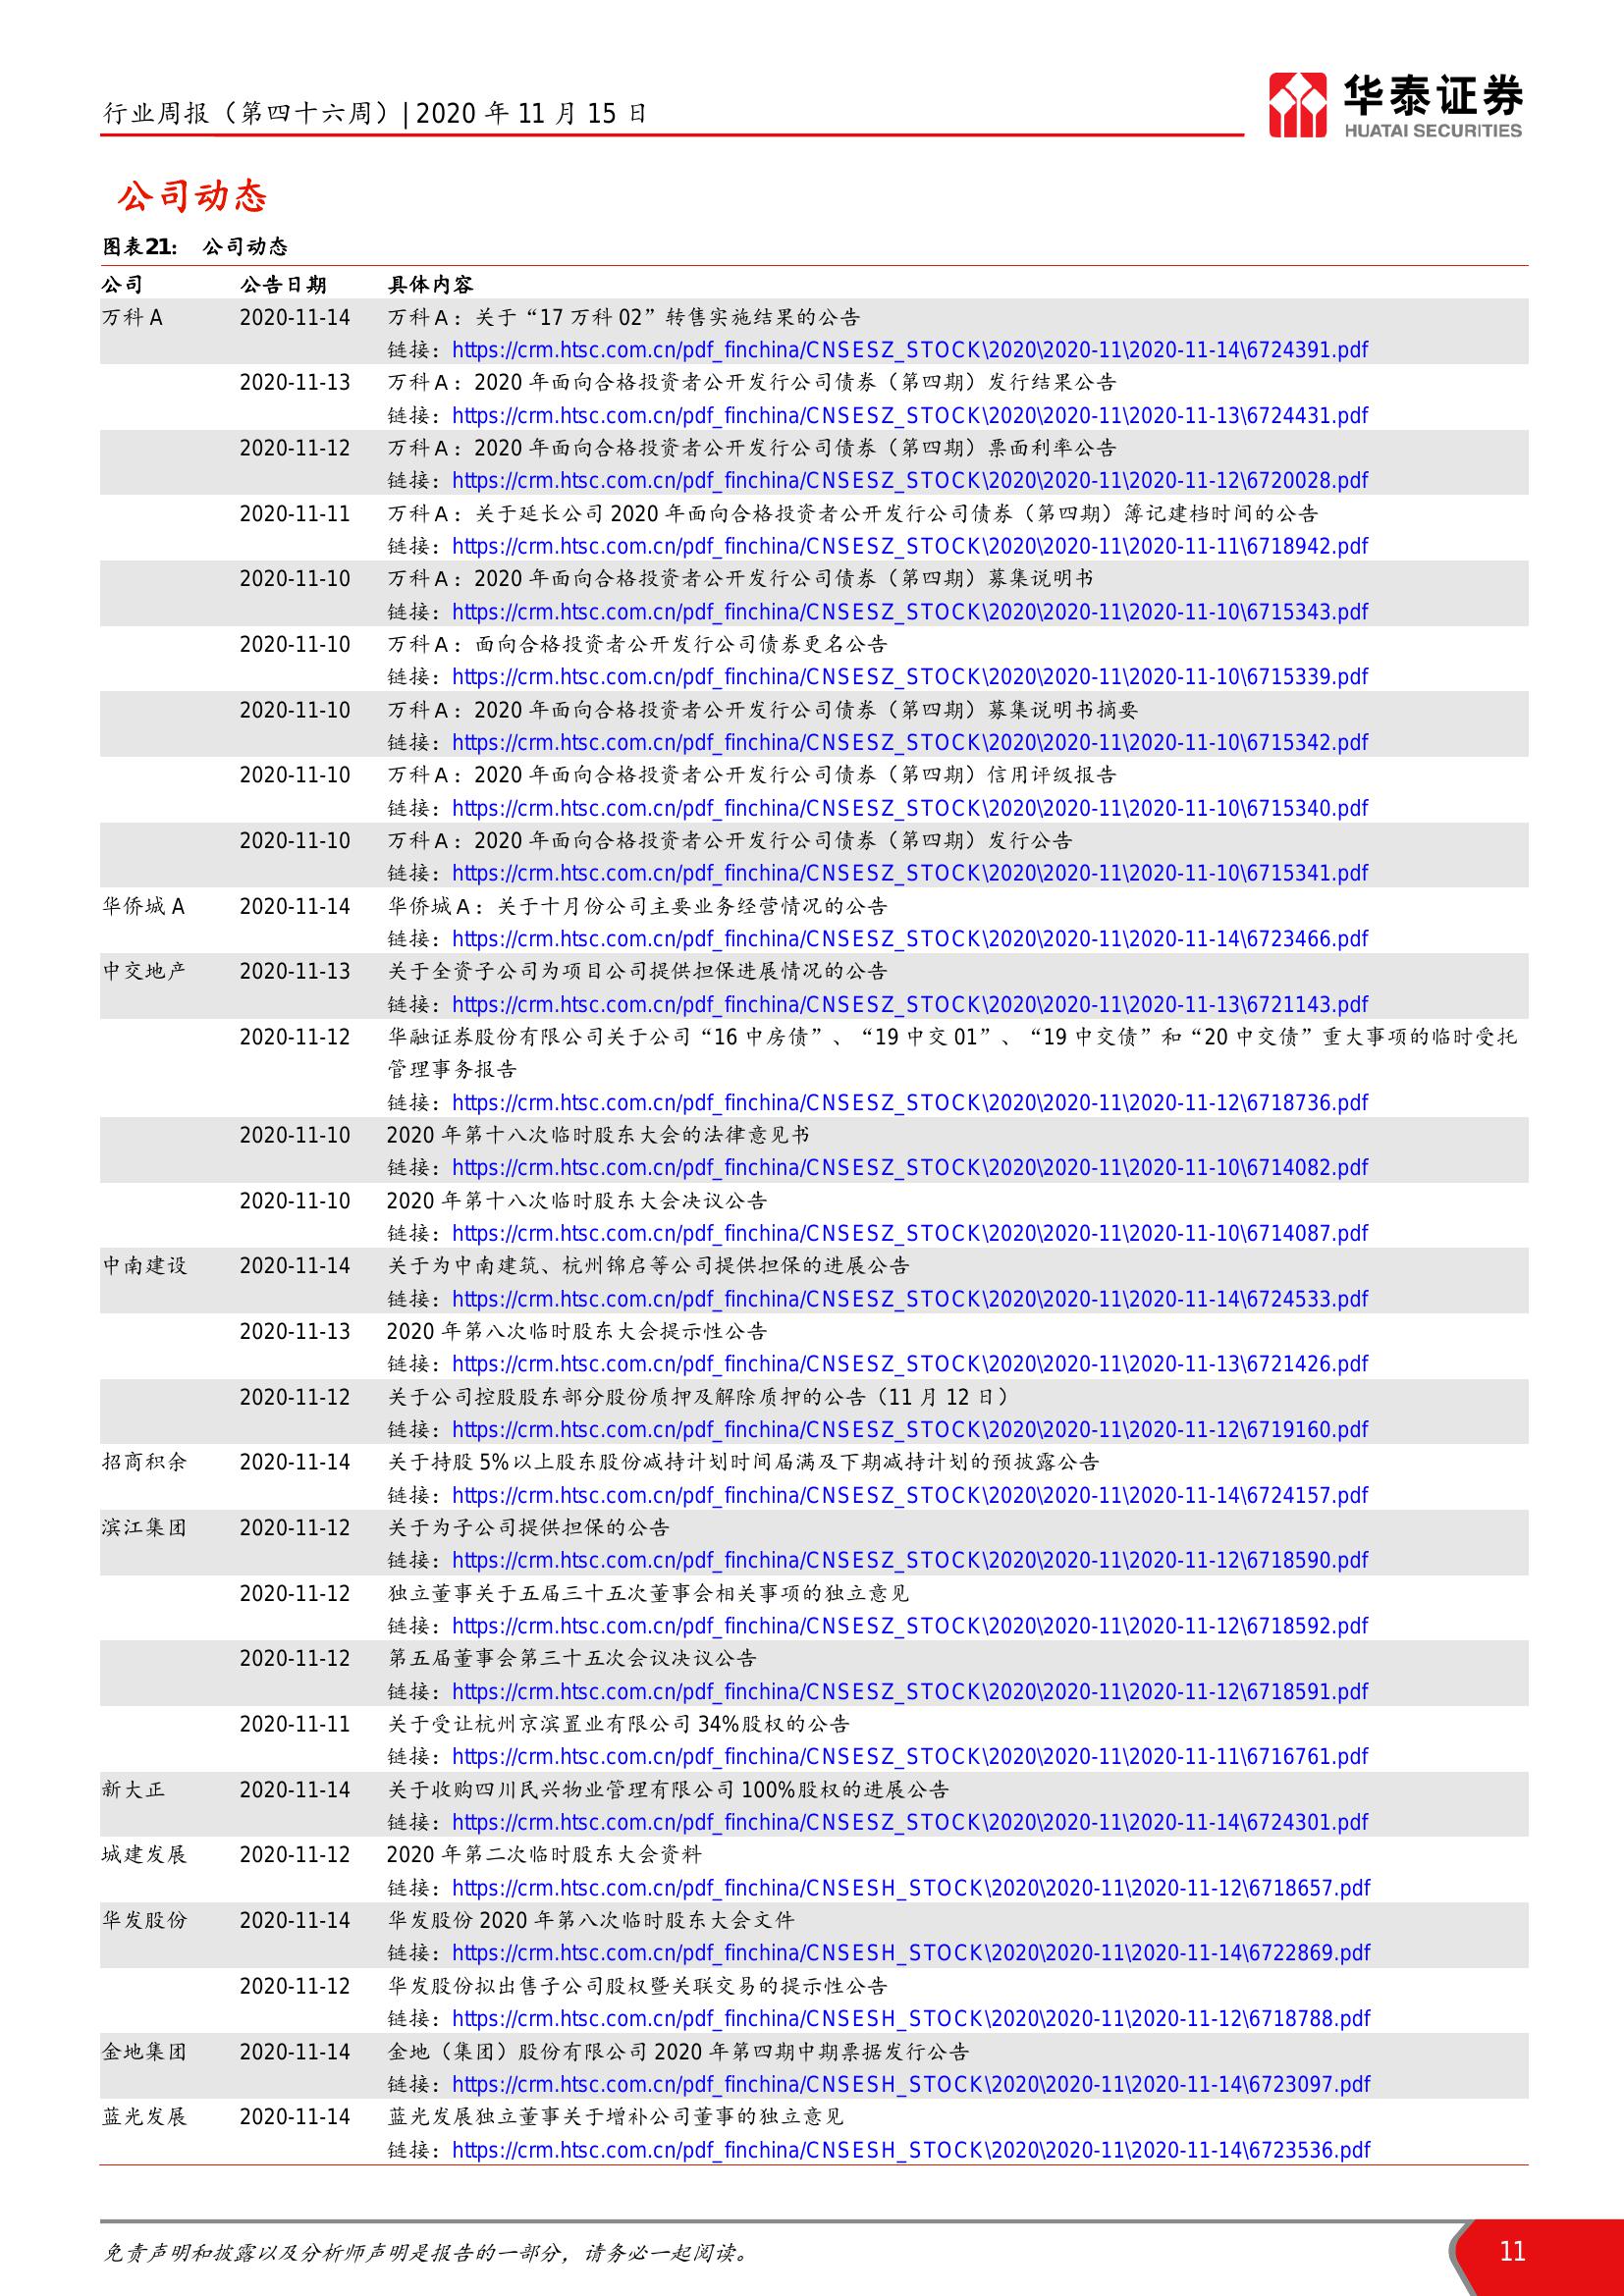 行业周报（第四十六周）| 2020 年 11 月 15 日
华泰证券
HUATAI SECURITIES
公司动态
图表21： 公司动态
公司 公告日期 具体内容
万科 A 2020-11-14 万科 A：关于“17 万科 02”转售实施结果的公告
链接：https://crm.htsc.com.cn/pdf_finchina/CNSESZ_STOCK\2020\2020-11\2020-11-14\6724391.pdf
2020-11-13 万科 A：2020 年面向合格投资者公开发行公司债券（第四期）发行结果公告
链接：https://crm.htsc.com.cn/pdf_finchina/CNSESZ_STOCK\2020\2020-11\2020-11-13\6724431.pdf
2020-11-12 万科 A：2020 年面向合格投资者公开发行公司债券（第四期）票面利率公告
链接：https://crm.htsc.com.cn/pdf_finchina/CNSESZ_STOCK\2020\2020-11\2020-11-12\6720028.pdf
2020-11-11 万科 A：关于延长公司 2020 年面向合格投资者公开发行公司债券（第四期）簿记建档时间的公告
链接：https://crm.htsc.com.cn/pdf_finchina/CNSESZ_STOCK\2020\2020-11\2020-11-11\6718942.pdf
2020-11-10 万科 A：2020 年面向合格投资者公开发行公司债券（第四期）募集说明书
链接：https://crm.htsc.com.cn/pdf_finchina/CNSESZ_STOCK\2020\2020-11\2020-11-10\6715343.pdf
2020-11-10 万科 A：面向合格投资者公开发行公司债券更名公告
链接：https://crm.htsc.com.cn/pdf_finchina/CNSESZ_STOCK\2020\2020-11\2020-11-10\6715339.pdf
2020-11-10 万科 A：2020 年面向合格投资者公开发行公司债券（第四期）募集说明书摘要
链接：https://crm.htsc.com.cn/pdf_finchina/CNSESZ_STOCK\2020\2020-11\2020-11-10\6715342.pdf
2020-11-10 万科 A：2020 年面向合格投资者公开发行公司债券（第四期）信用评级报告
链接：https://crm.htsc.com.cn/pdf_finchina/CNSESZ_STOCK\2020\2020-11\2020-11-10\6715340.pdf
2020-11-10 万科 A：2020 年面向合格投资者公开发行公司债券（第四期）发行公告
链接：https://crm.htsc.com.cn/pdf_finchina/CNSESZ_STOCK\2020\2020-11\2020-11-10\6715341.pdf
华侨城 A 2020-11-14 华侨城 A：关于十月份公司主要业务经营情况的公告
链接：https://crm.htsc.com.cn/pdf_finchina/CNSESZ_STOCK\2020\2020-11\2020-11-14\6723466.pdf
中交地产 2020-11-13 关于全资子公司为项目公司提供担保进展情况的公告
链接：https://crm.htsc.com.cn/pdf_finchina/CNSESZ_STOCK\2020\2020-11\2020-11-13\6721143.pdf
2020-11-12 华融证券股份有限公司关于公司“16 中房债”、“19 中交 01”、“19 中交债”和“20 中交债”重大事项的临时受托
管理事务报告
链接：https://crm.htsc.com.cn/pdf_finchina/CNSESZ_STOCK\2020\2020-11\2020-11-12\6718736.pdf
2020-11-10 2020 年第十八次临时股东大会的法律意见书
链接：https://crm.htsc.com.cn/pdf_finchina/CNSESZ_STOCK\2020\2020-11\2020-11-10\6714082.pdf
2020-11-10 2020 年第十八次临时股东大会决议公告
链接：https://crm.htsc.com.cn/pdf_finchina/CNSESZ_STOCK\2020\2020-11\2020-11-10\6714087.pdf
中南建设 2020-11-14 关于为中南建筑、杭州锦启等公司提供担保的进展公告
链接：https://crm.htsc.com.cn/pdf_finchina/CNSESZ_STOCK\2020\2020-11\2020-11-14\6724533.pdf
2020-11-13 2020 年第八次临时股东大会提示性公告
链接：https://crm.htsc.com.cn/pdf_finchina/CNSESZ_STOCK\2020\2020-11\2020-11-13\6721426.pdf
2020-11-12 关于公司控股股东部分股份质押及解除质押的公告（11 月 12 日）
链接：https://crm.htsc.com.cn/pdf_finchina/CNSESZ_STOCK\2020\2020-11\2020-11-12\6719160.pdf
招商积余 2020-11-14 关于持股 5%以上股东股份减持计划时间届满及下期减持计划的预披露公告
链接：https://crm.htsc.com.cn/pdf_finchina/CNSESZ_STOCK\2020\2020-11\2020-11-14\6724157.pdf
滨江集团 2020-11-12 关于为子公司提供担保的公告
链接：https://crm.htsc.com.cn/pdf_finchina/CNSESZ_STOCK\2020\2020-11\2020-11-12\6718590.pdf
2020-11-12 独立董事关于五届三十五次董事会相关事项的独立意见
链接：https://crm.htsc.com.cn/pdf_finchina/CNSESZ_STOCK\2020\2020-11\2020-11-12\6718592.pdf
2020-11-12 第五届董事会第三十五次会议决议公告
链接：https://crm.htsc.com.cn/pdf_finchina/CNSESZ_STOCK\2020\2020-11\2020-11-12\6718591.pdf
2020-11-11 关于受让杭州京滨置业有限公司 34%股权的公告
链接：https://crm.htsc.com.cn/pdf_finchina/CNSESZ_STOCK\2020\2020-11\2020-11-11\6716761.pdf
新大正 2020-11-14 关于收购四川民兴物业管理有限公司 100%股权的进展公告
链接：https://crm.htsc.com.cn/pdf_finchina/CNSESZ_STOCK\2020\2020-11\2020-11-14\6724301.pdf
城建发展 2020-11-12 2020 年第二次临时股东大会资料
链接：https://crm.htsc.com.cn/pdf_finchina/CNSESH_STOCK\2020\2020-11\2020-11-12\6718657.pdf
华发股份 2020-11-14 华发股份 2020 年第八次临时股东大会文件
链接：https://crm.htsc.com.cn/pdf_finchina/CNSESH_STOCK\2020\2020-11\2020-11-14\6722869.pdf
2020-11-12 华发股份拟出售子公司股权暨关联交易的提示性公告
链接：https://crm.htsc.com.cn/pdf_finchina/CNSESH_STOCK\2020\2020-11\2020-11-12\6718788.pdf
金地集团 2020-11-14 金地（集团）股份有限公司 2020 年第四期中期票据发行公告
链接：https://crm.htsc.com.cn/pdf_finchina/CNSESH_STOCK\2020\2020-11\2020-11-14\6723097.pdf
蓝光发展 2020-11-14 蓝光发展独立董事关于增补公司董事的独立意见
链接：https://crm.htsc.com.cn/pdf_finchina/CNSESH_STOCK\2020\2020-11\2020-11-14\6723536.pdf
免责声明和披露以及分析师声明是报告的一部分，请务必一起阅读。
11